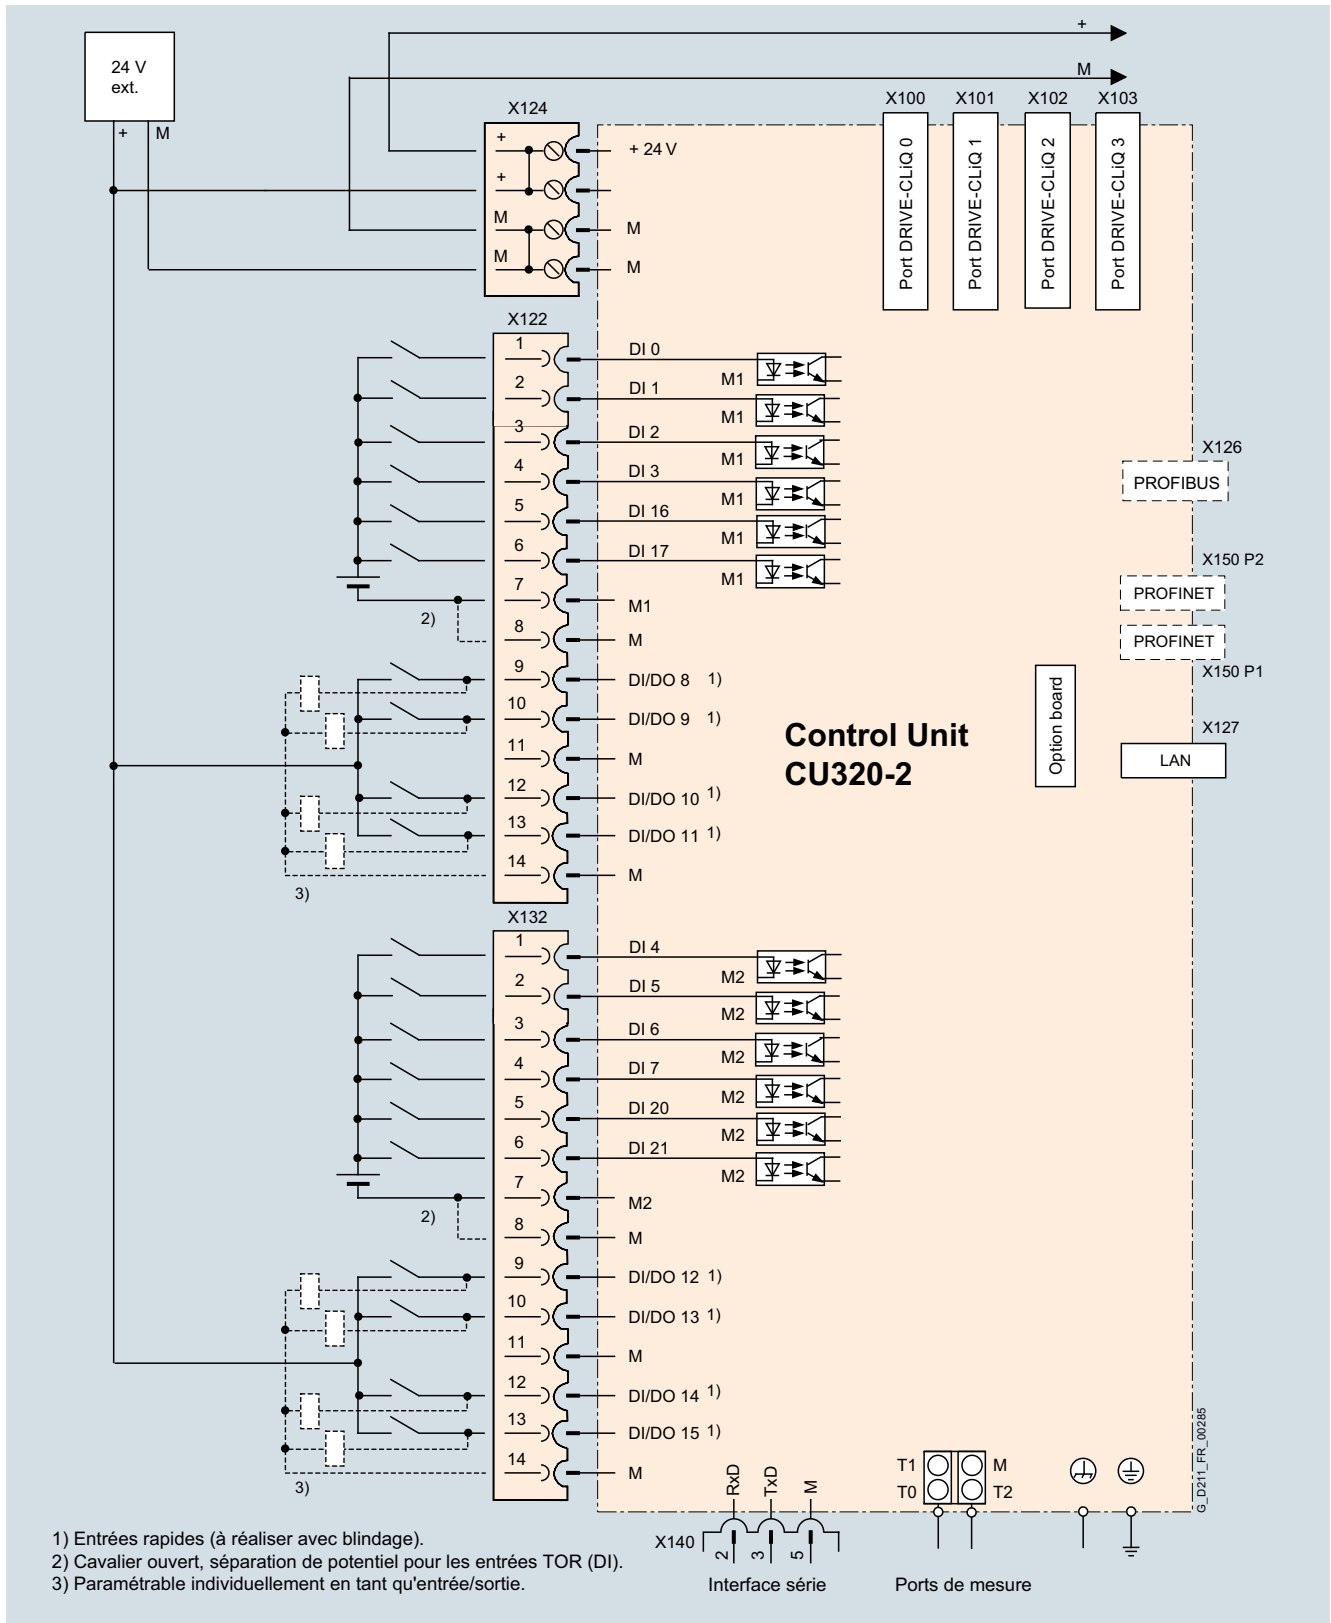 +
M
24 V
ext.
+ M
X124
+
+
M
M
+ 24 V
M
M
X100 X101 X102 X103
Port DRIVE-CLiQ 0
Port DRIVE-CLiQ 1
Port DRIVE-CLiQ 2
Port DRIVE-CLiQ 3
X122
1 DI 0 M1
2 DI 1 M1
3 DI 2 M1
4 DI 3 M1
5 DI 16 M1
6 DI 17 M1
7 M1
2)
8 M
9 DI/DO 8 1)
10 DI/DO 9 1)
11 M
12 DI/DO 10 1)
13 DI/DO 11 1)
14 M
3)
X126
PROFIBUS
X150 P2
PROFINET
PROFINET
X150 P1
Control Unit
CU320-2
Option board
X127
LAN
X132
1 DI 4 M2
2 DI 5 M2
3 DI 6 M2
4 DI 7 M2
5 DI 20 M2
6 DI 21 M2
7 M2
2)
8 M
9 DI/DO 12 1)
10 DI/DO 13 1)
11 M
12 DI/DO 14 1)
13 DI/DO 15 1)
14 M
3)
T1 M
T0 T2
G_D211_FR_00285
RxD TxD M
X140 2 3 5
Interface série
Ports de mesure
1) Entrées rapides (à réaliser avec blindage).
2) Cavalier ouvert, séparation de potentiel pour les entrées TOR (DI).
3) Paramétrable individuellement en tant qu'entrée/sortie.